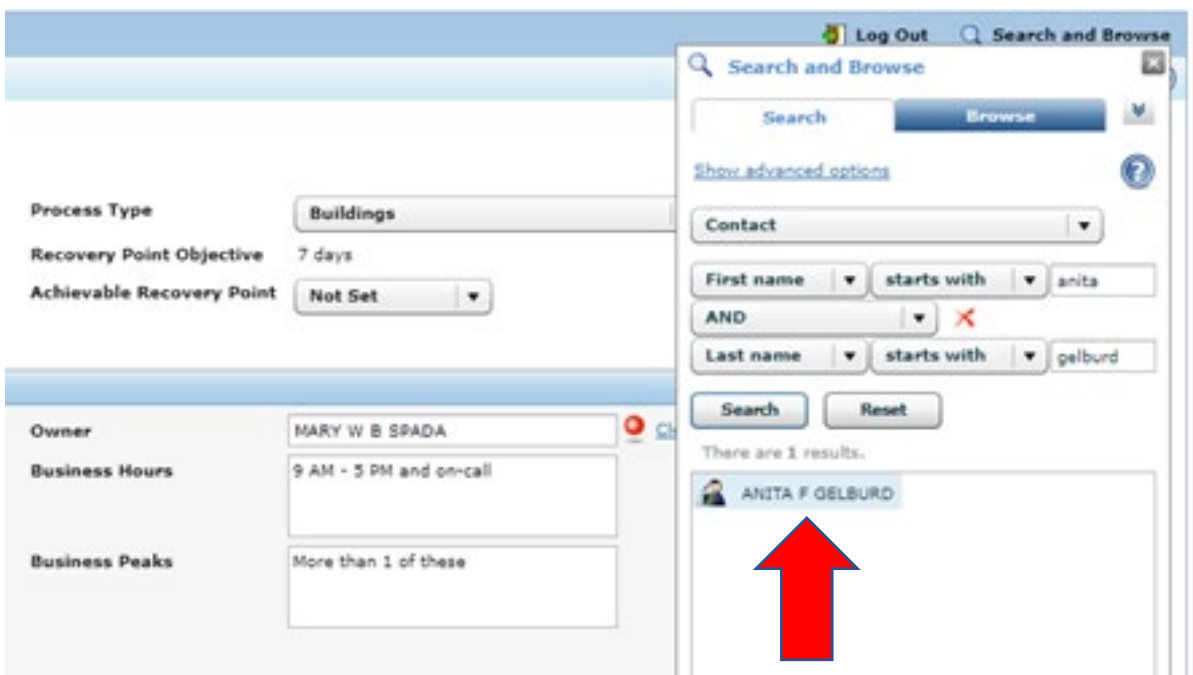 Log Out Search and Browse
Search and Browse
Search Browse
Show advanced options
Process Type Buildings
Recovery Point Objective 7 days
Achievable Recovery Point Not Set
Contact
First name starts with anita
AND
Last name starts with gelburd
Search Reset
There are 1 results.
ANITA F GELBURD
Owner MARY W B SPADA
Business Hours 9 AM - 5 PM and on-call
Business Peaks More than 1 of these